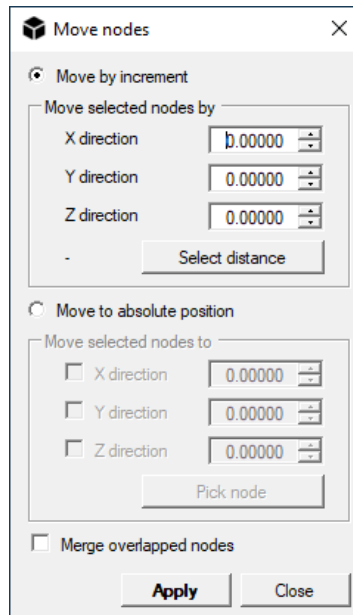 Move nodes
Move by increment
Move selected nodes by
X direction 0.00000
Y direction 0.00000
Z direction 0.00000
- Select distance
Move to absolute position
Move selected nodes to
X direction 0.00000
Y direction 0.00000
Z direction 0.00000
Pick node
Merge overlapped nodes
Apply Close